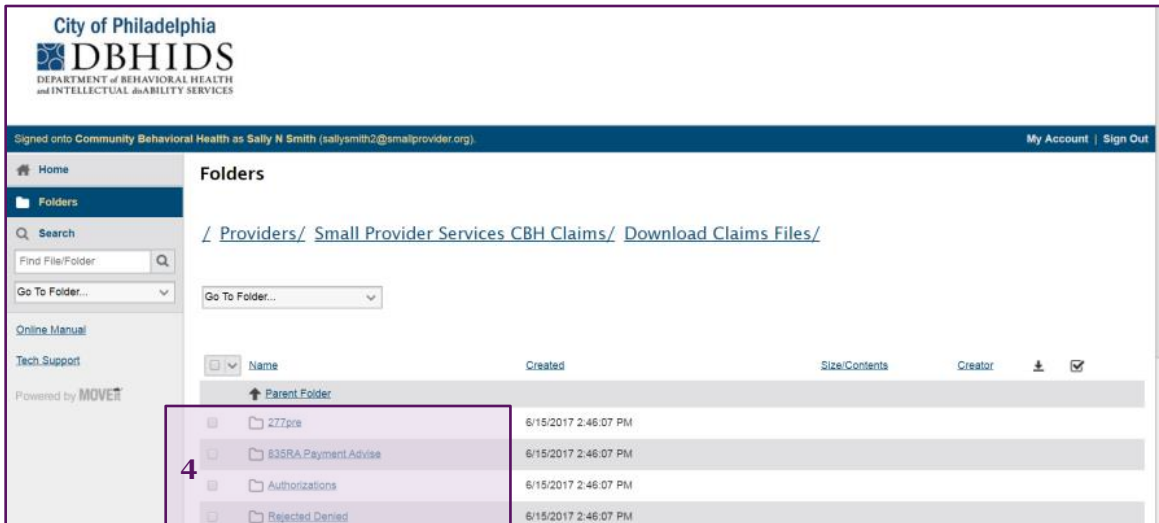 City of Philadelphia
DBHIDS
DEPARTMENT of BEHAVIORAL HEALTH
and INTELLECTUAL disABILITY SERVICES
Signed onto Community Behavioral Health as Sally N Smith (sallysmith2@smallprovider.org). My Account | Sign Out
Home
Folders
Search
Find File/Folder
Go To Folder...
Online Manual
Tech Support
Powered by MOVEit
Folders
/ Providers/ Small Provider Services CBH Claims/ Download Claims Files/
Go To Folder...
Name Created Size/Contents Creator
Parent Folder
277pre 6/15/2017 2:46:07 PM
835RA Payment Advise 6/15/2017 2:46:07 PM
4
Authorizations 6/15/2017 2:46:07 PM
Rejected Denied 6/15/2017 2:46:07 PM